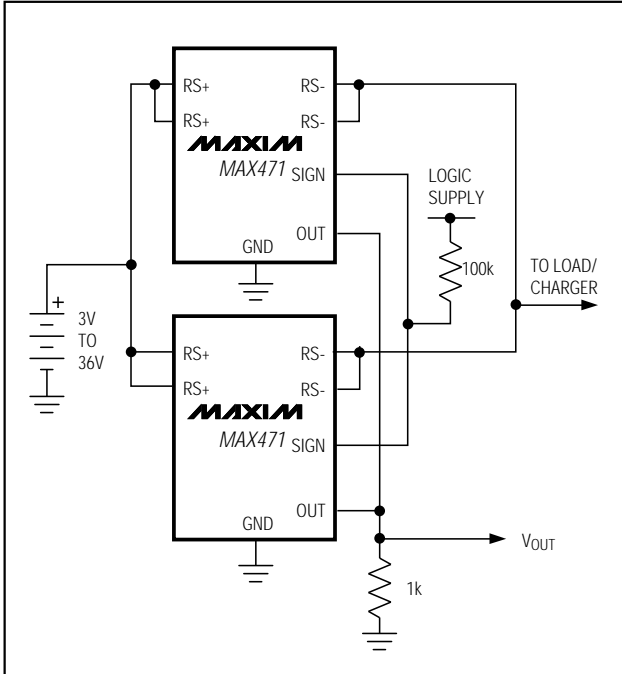 RS+ RS-
RS+ RS-
MAXIM
MAX471 SIGN
OUT
GND
LOGIC
SUPPLY
100k
TO LOAD/
CHARGER
+
3V
TO
36V
RS+ RS-
RS+ RS-
MAXIM
MAX471
SIGN
OUT
GND
VOUT
1k